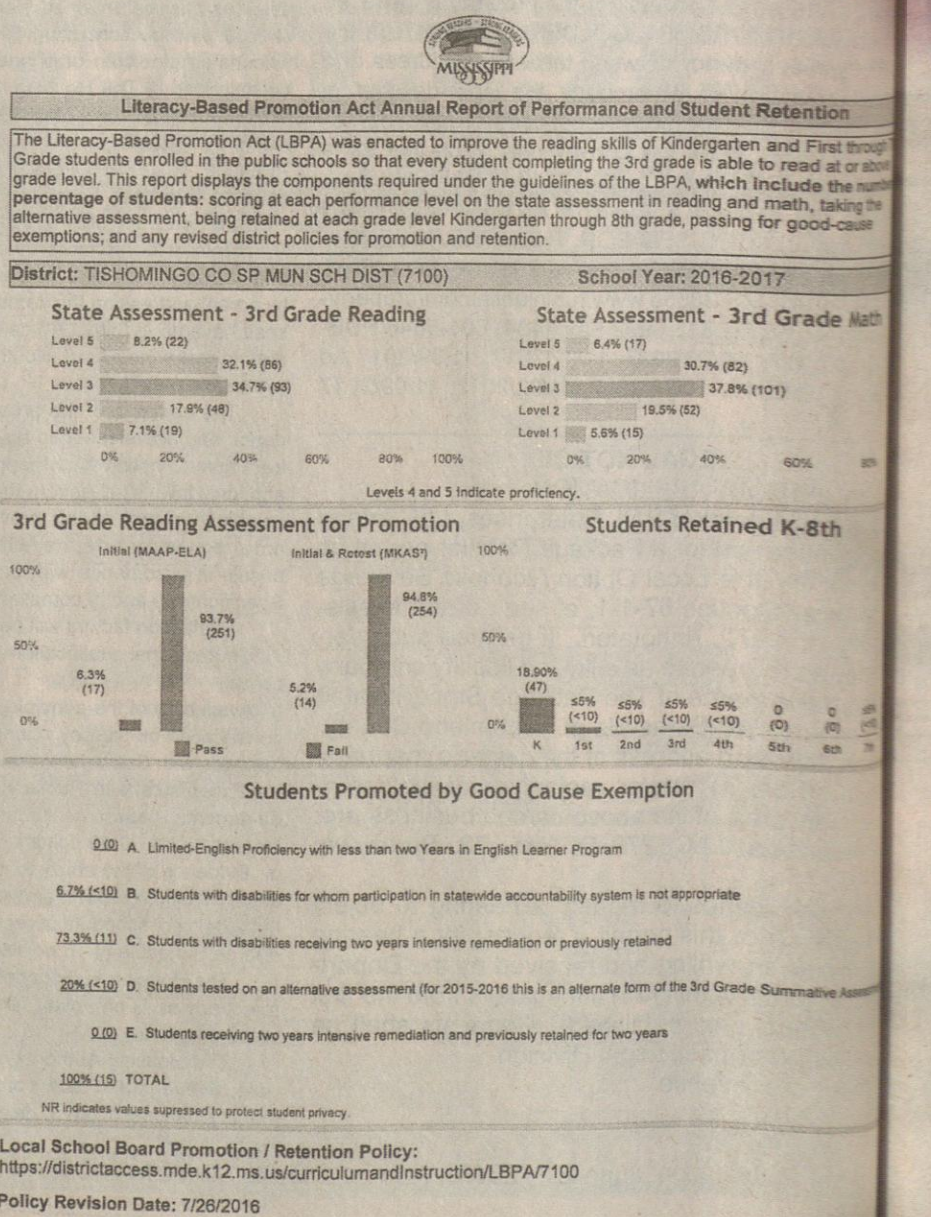 STRONG READERS - STRONG LEADERS
MISSISSIPPI
Literacy-Based Promotion Act Annual Report of Performance and Student Retention
The Literacy-Based Promotion Act (LBPA) was enacted to improve the reading skills of Kindergarten and First through
Grade students enrolled in the public schools so that every student completing the 3rd grade is able to read at or above
grade level. This report displays the components required under the guidelines of the LBPA, which include the
percentage of students: scoring at each performance level on the state assessment in reading and math, taking the
alternative assessment, being retained at each grade level Kindergarten through 8th grade, passing for good-cause
exemptions; and any revised district policies for promotion and retention.
District: TISHOMINGO CO SP MUN SCH DIST (7100) School Year: 2016-2017
State Assessment - 3rd Grade Reading
Level 5 8.2% (22)
Level 4 32.1% (86)
Level 3 34.7% (93)
Level 2 17.9% (48)
Level 1 7.1% (19)
0% 20% 40% 60% 80% 100%
State Assessment - 3rd Grade Math
Level 5 6.4% (17)
Level 4 30.7% (82)
Level 3 37.8% (101)
Level 2 19.5% (52)
Level 1 5.6% (15)
0% 20% 40% 60%
Levels 4 and 5 indicate proficiency.
3rd Grade Reading Assessment for Promotion
Initial (MAAP-ELA) Initial & Retest (MKAS²)
100%
50%
0%
6.3%
(17)
93.7%
(251)
5.2%
(14)
94.8%
(254)
Pass Fail
Students Retained K-8th
100%
50%
0%
18.90%
(47)
≤5% ≤5% ≤5% ≤5% 0 0
(<10) (<10) (<10) (<10) (0) (0)
K 1st 2nd 3rd 4th 5th 6th
Students Promoted by Good Cause Exemption
0 (0) A. Limited-English Proficiency with less than two Years in English Learner Program
6.7% (<10) B. Students with disabilities for whom participation in statewide accountability system is not appropriate
73.3% (11) C. Students with disabilities receiving two years intensive remediation or previously retained
20% (<10) D. Students tested on an alternative assessment (for 2015-2016 this is an alternate form of the 3rd Grade Summative
0 (0) E. Students receiving two years intensive remediation and previously retained for two years
100% (15) TOTAL
NR indicates values supressed to protect student privacy.
Local School Board Promotion / Retention Policy:
https://districtaccess.mde.k12.ms.us/curriculumandInstruction/LBPA/7100
Policy Revision Date: 7/26/2016